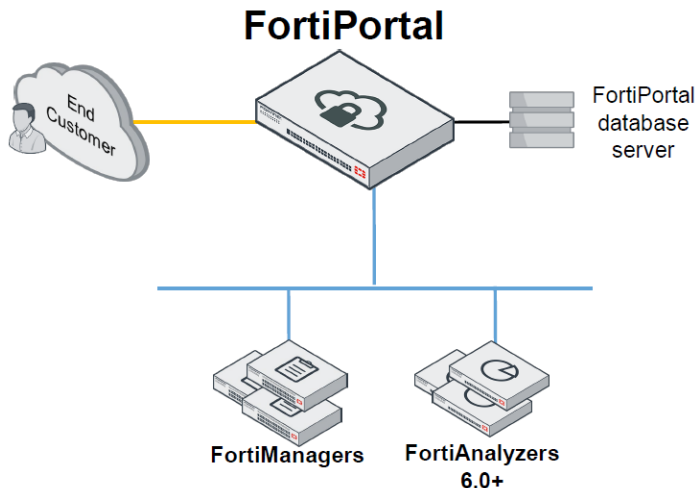 FortiPortal
End
Customer
FortiPortal
database
server
FortiManagers
FortiAnalyzers
6.0+